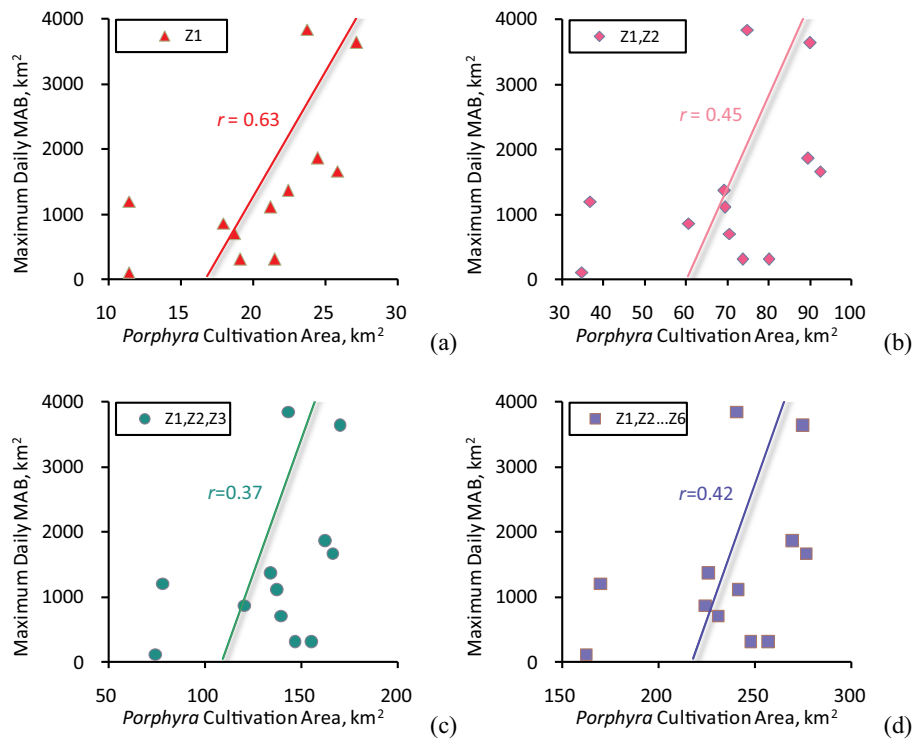 Z1
r = 0.63
Maximum Daily MAB, km²
4000
3000
2000
1000
0
10 15 20 25 30
Porphyra Cultivation Area, km²
(a)
Z1,Z2
r = 0.45
Maximum Daily MAB, km²
4000
3000
2000
1000
0
30 40 50 60 70 80 90 100
Porphyra Cultivation Area, km²
(b)
Z1,Z2,Z3
r=0.37
Maximum Daily MAB, km²
4000
3000
2000
1000
0
50 100 150 200
Porphyra Cultivation Area, km²
(c)
Z1,Z2...Z6
r=0.42
Maximum Daily MAB, km²
4000
3000
2000
1000
0
150 200 250 300
Porphyra Cultivation Area, km²
(d)